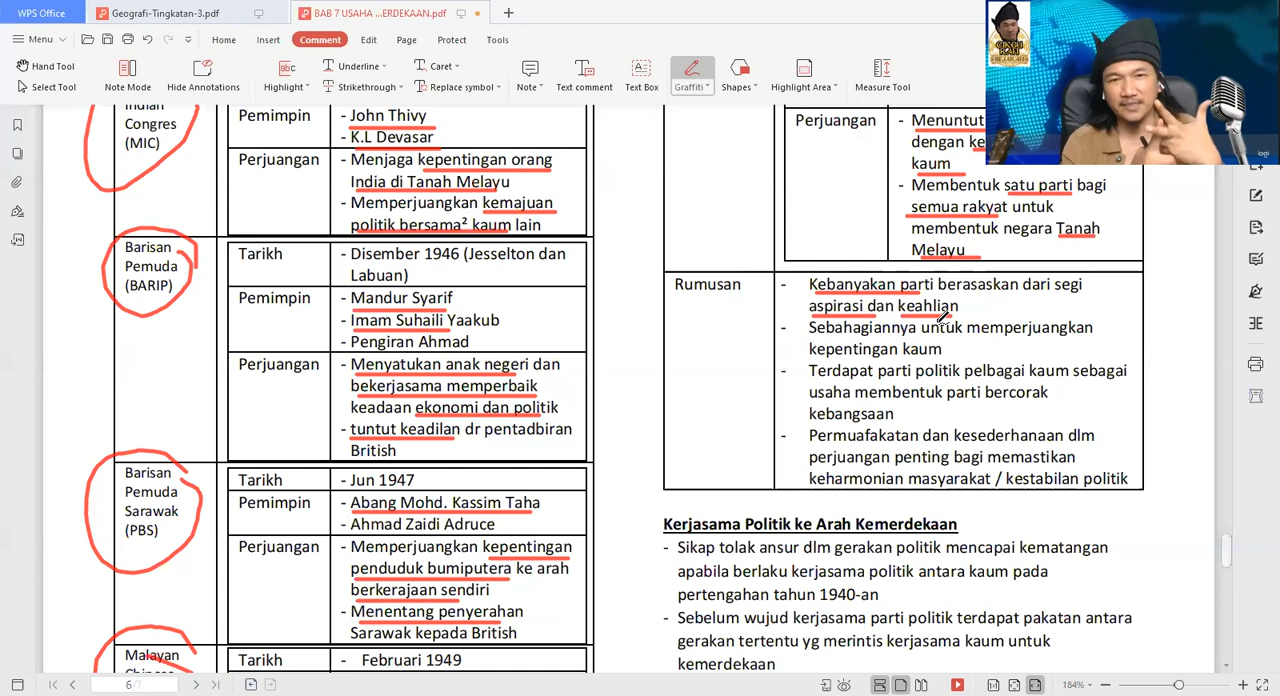 WPS Office
Geografi-Tingkatan-3.pdf
BAB 7 USAHA ...ERDEKAAN.pdf
Menu
Home
Insert
Comment
Edit
Page
Protect
Tools
Hand Tool
Select Tool
Note Mode
Hide Annotations
Highlight
Underline
Strikethrough
Caret
Replace symbol
Note
Text comment
Text Box
Graffiti
Shapes
Highlight Area
Measure Tool
Indian
Congres
(MIC)
Pemimpin
- John Thivy
- K.L Devasar
Perjuangan
- Menjaga kepentingan orang
India di Tanah Melayu
- Memperjuangkan kemajuan
politik bersama² kaum lain
Barisan
Pemuda
(BARIP)
Tarikh
- Disember 1946 (Jesselton dan
Labuan)
Pemimpin
- Mandur Syarif
- Imam Suhaili Yaakub
- Pengiran Ahmad
Perjuangan
- Menyatukan anak negeri dan
bekerjasama memperbaik
keadaan ekonomi dan politik
- tuntut keadilan dr pentadbiran
British
Barisan
Pemuda
Sarawak
(PBS)
Tarikh
- Jun 1947
Pemimpin
- Abang Mohd. Kassim Taha
- Ahmad Zaidi Adruce
Perjuangan
- Memperjuangkan kepentingan
penduduk bumiputera ke arah
berkerajaan sendiri
- Menentang penyerahan
Sarawak kepada British
Malayan
Tarikh
- Februari 1949
Perjuangan
- Menuntut
dengan
kaum
- Membentuk satu parti bagi
semua rakyat untuk
membentuk negara Tanah
Melayu
Rumusan
- Kebanyakan parti berasaskan dari segi
aspirasi dan keahlian
- Sebahagiannya untuk memperjuangkan
kepentingan kaum
- Terdapat parti politik pelbagai kaum sebagai
usaha membentuk parti bercorak
kebangsaan
- Permuafakatan dan kesederhanaan dlm
perjuangan penting bagi memastikan
keharmonian masyarakat / kestabilan politik
Kerjasama Politik ke Arah Kemerdekaan
- Sikap tolak ansur dlm gerakan politik mencapai kematangan
apabila berlaku kerjasama politik antara kaum pada
pertengahan tahun 1940-an
- Sebelum wujud kerjasama parti politik terdapat pakatan antara
gerakan tertentu yg merintis kerjasama kaum untuk
kemerdekaan
6/7
184%